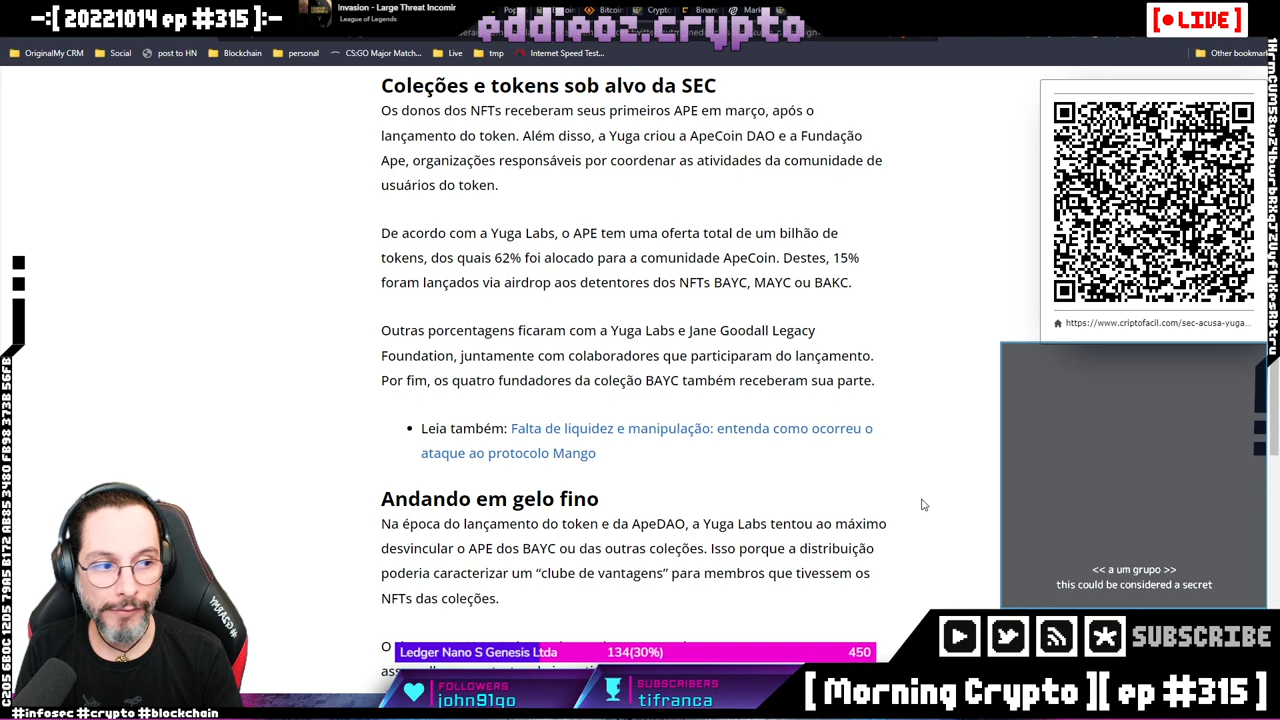 -:[ 20221014 ep #315 ]:-
Invasion - Large Threat Incomir
League of Legends
eddieoz.crypto
[ • LIVE ]
OriginalMy CRM
Social
post to HN
Blockchain
personal
CS:GO Major Match...
Live
tmp
Internet Speed Test...
Other bookmar
Coleções e tokens sob alvo da SEC
Os donos dos NFTs receberam seus primeiros APE em março, após o
lançamento do token. Além disso, a Yuga criou a ApeCoin DAO e a Fundação
Ape, organizações responsáveis por coordenar as atividades da comunidade de
usuários do token.
De acordo com a Yuga Labs, o APE tem uma oferta total de um bilhão de
tokens, dos quais 62% foi alocado para a comunidade ApeCoin. Destes, 15%
foram lançados via airdrop aos detentores dos NFTs BAYC, MAYC ou BAKC.
Outras porcentagens ficaram com a Yuga Labs e Jane Goodall Legacy
Foundation, juntamente com colaboradores que participaram do lançamento.
Por fim, os quatro fundadores da coleção BAYC também receberam sua parte.
• Leia também: Falta de liquidez e manipulação: entenda como ocorreu o
ataque ao protocolo Mango
Andando em gelo fino
Na época do lançamento do token e da ApeDAO, a Yuga Labs tentou ao máximo
desvincular o APE dos BAYC ou das outras coleções. Isso porque a distribuição
poderia caracterizar um “clube de vantagens” para membros que tivessem os
NFTs das coleções.
https://www.criptofacil.com/sec-acusa-yuga...
<< a um grupo >>
this could be considered a secret
Ledger Nano S Genesis Ltda 134(30%) 450
FOLLOWERS
john91go
SUBSCRIBERS
tifranca
SUBSCRIBE
[ Morning Crypto ][ ep #315 ]
#infosec #crypto #blockchain